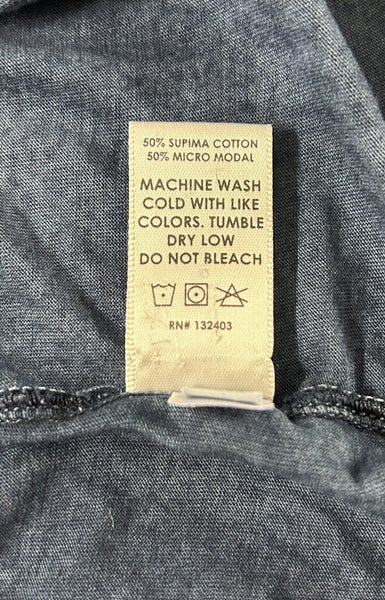 50% SUPIMA COTTON
50% MICRO MODAL
MACHINE WASH
COLD WITH LIKE
COLORS. TUMBLE
DRY LOW
DO NOT BLEACH
RN# 132403